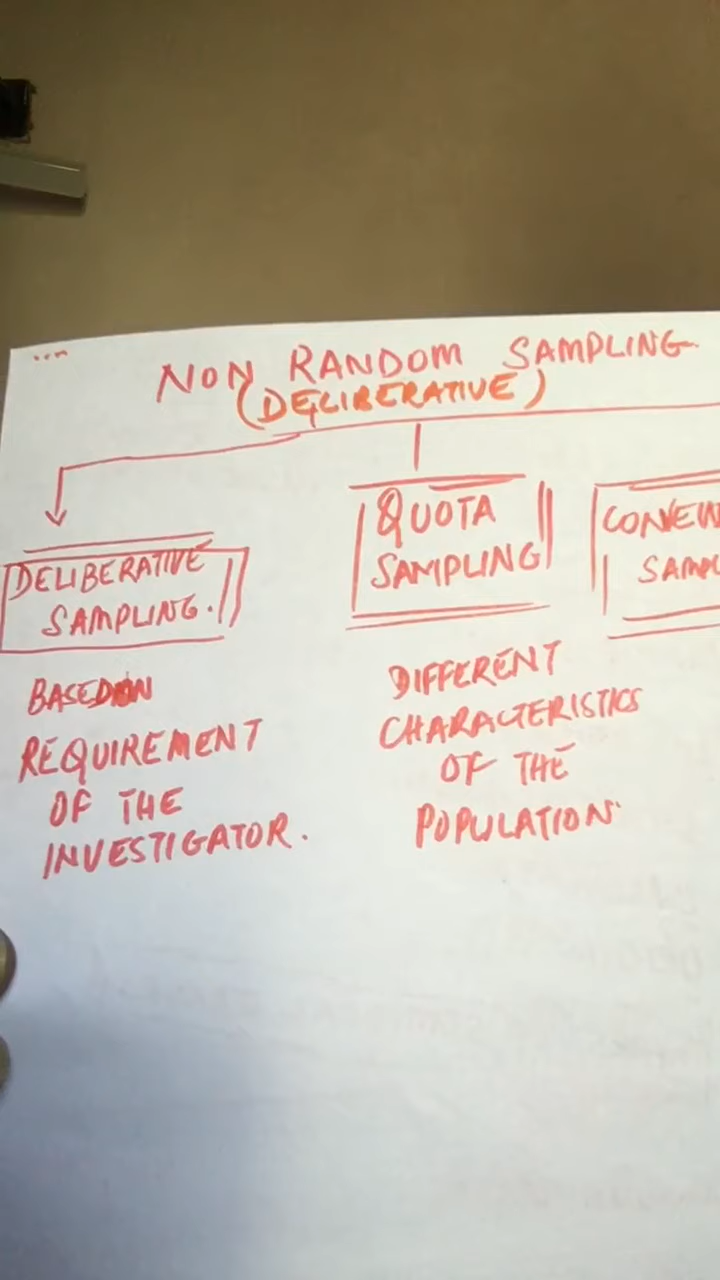 NON RANDOM SAMPLING
(DELIBERATIVE)
DELIBERATIVE
SAMPLING.
BASED ON
REQUIREMENT
OF THE
INVESTIGATOR.
QUOTA
SAMPLING
DIFFERENT
CHARACTERISTICS
OF THE
POPULATION